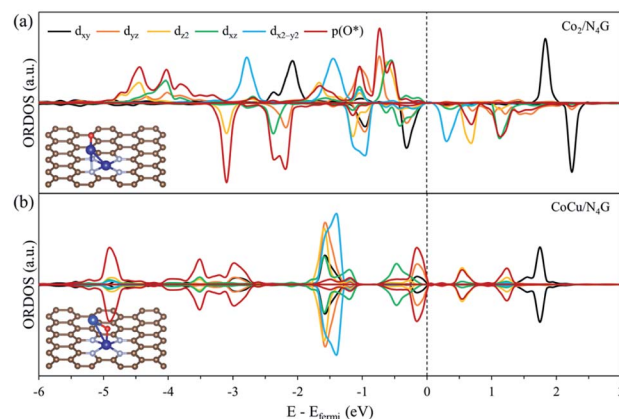 (a)
d_xy d_yz d_z2 d_xz d_x2−y2 p(O*)
Co₂/N₄G
ORDOS (a.u.)
(b)
CoCu/N₄G
ORDOS (a.u.)
-6 -5 -4 -3 -2 -1 0 1 2 3
E - E_fermi (eV)